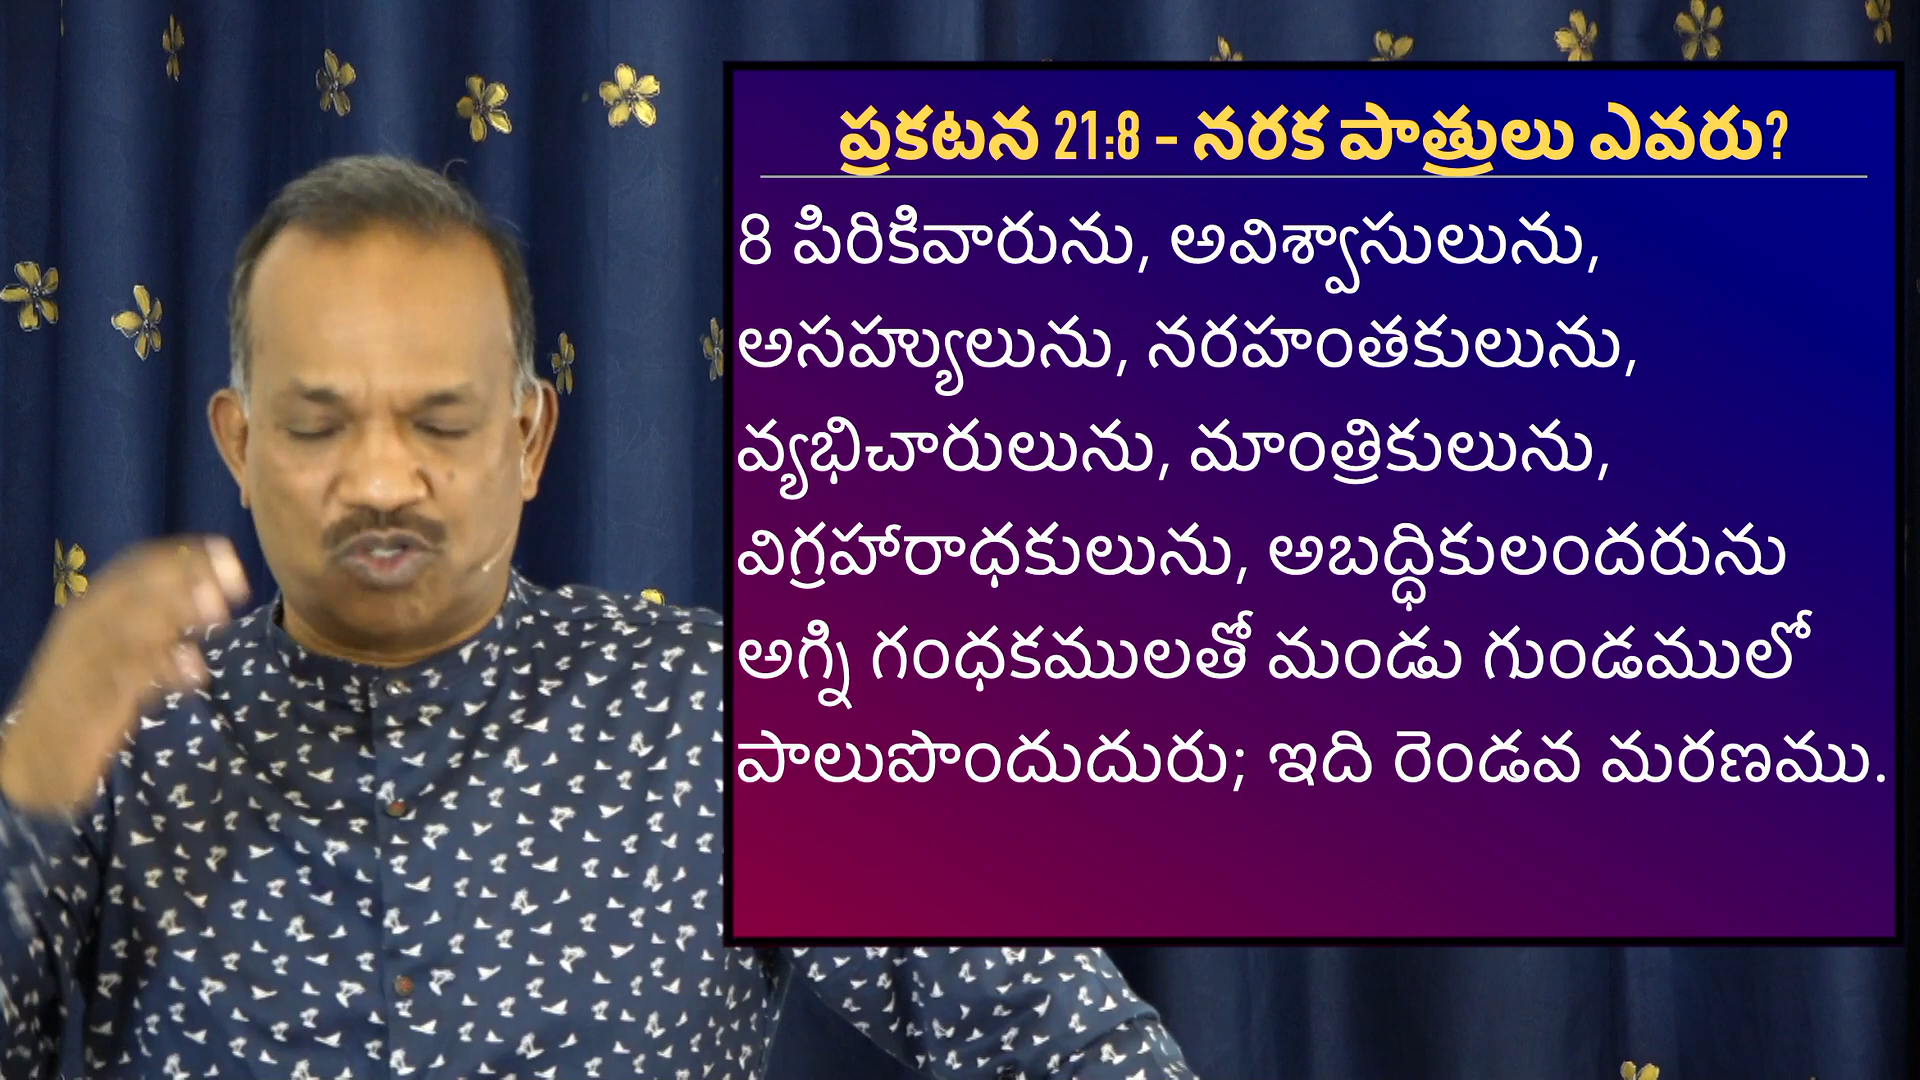 ప్రకటన 21:8 - నరక పాత్రులు ఎవరు?
8 పిరికివారును, అవిశ్వాసులును,
అసహ్యులును, నరహంతకులును,
వ్యభిచారులును, మాంత్రికులును,
విగ్రహారాధకులును, అబద్ధికులందరును
అగ్ని గంధకములతో మండు గుండములో
పాలుపొందుదురు; ఇది రెండవ మరణము.